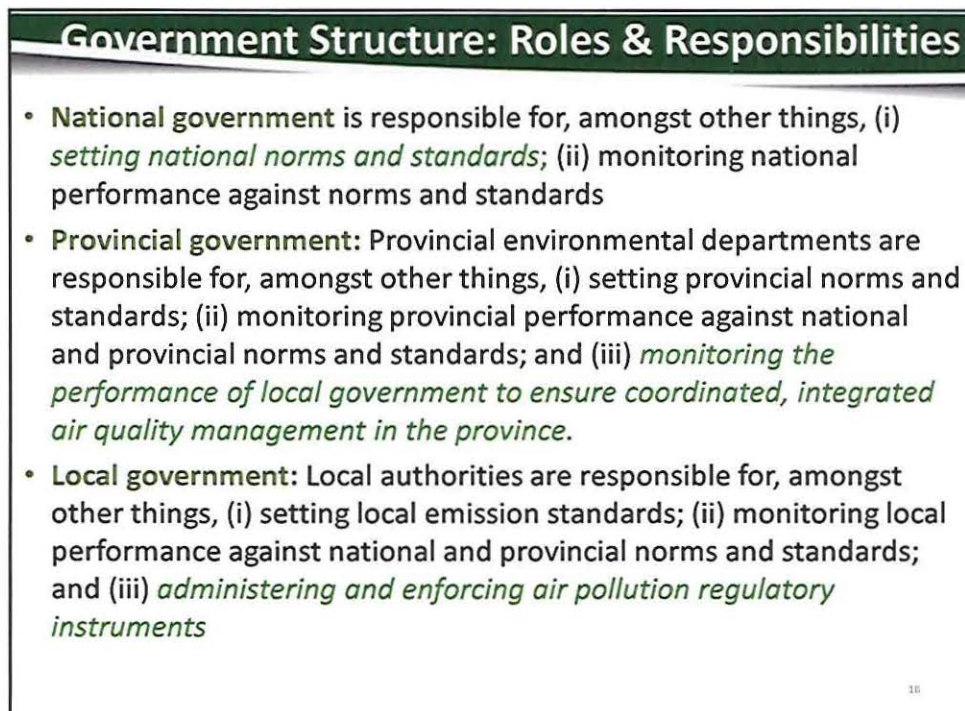 Government Structure: Roles & Responsibilities
• National government is responsible for, amongst other things, (i)
setting national norms and standards; (ii) monitoring national
performance against norms and standards
• Provincial government: Provincial environmental departments are
responsible for, amongst other things, (i) setting provincial norms and
standards; (ii) monitoring provincial performance against national
and provincial norms and standards; and (iii) monitoring the
performance of local government to ensure coordinated, integrated
air quality management in the province.
• Local government: Local authorities are responsible for, amongst
other things, (i) setting local emission standards; (ii) monitoring local
performance against national and provincial norms and standards;
and (iii) administering and enforcing air pollution regulatory
instruments